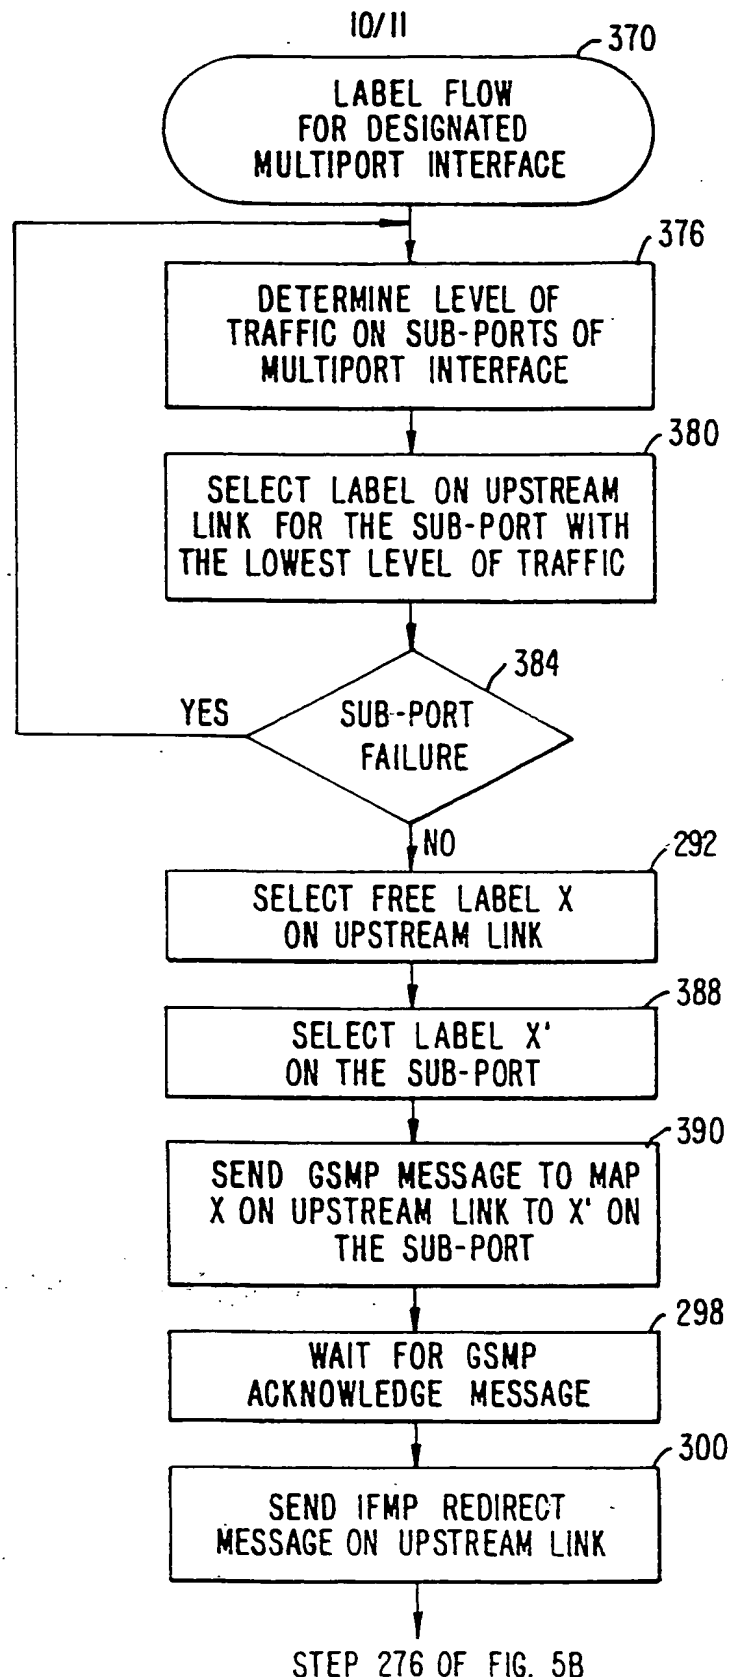 10/11
370
LABEL FLOW
FOR DESIGNATED
MULTIPORT INTERFACE
376
DETERMINE LEVEL OF
TRAFFIC ON SUB-PORTS OF
MULTIPORT INTERFACE
380
SELECT LABEL ON UPSTREAM
LINK FOR THE SUB-PORT WITH
THE LOWEST LEVEL OF TRAFFIC
384
YES
SUB-PORT
FAILURE
NO
292
SELECT FREE LABEL X
ON UPSTREAM LINK
388
SELECT LABEL X'
ON THE SUB-PORT
390
SEND GSMP MESSAGE TO MAP
X ON UPSTREAM LINK TO X' ON
THE SUB-PORT
298
WAIT FOR GSMP
ACKNOWLEDGE MESSAGE
300
SEND IFMP REDIRECT
MESSAGE ON UPSTREAM LINK
STEP 276 OF FIG. 5B